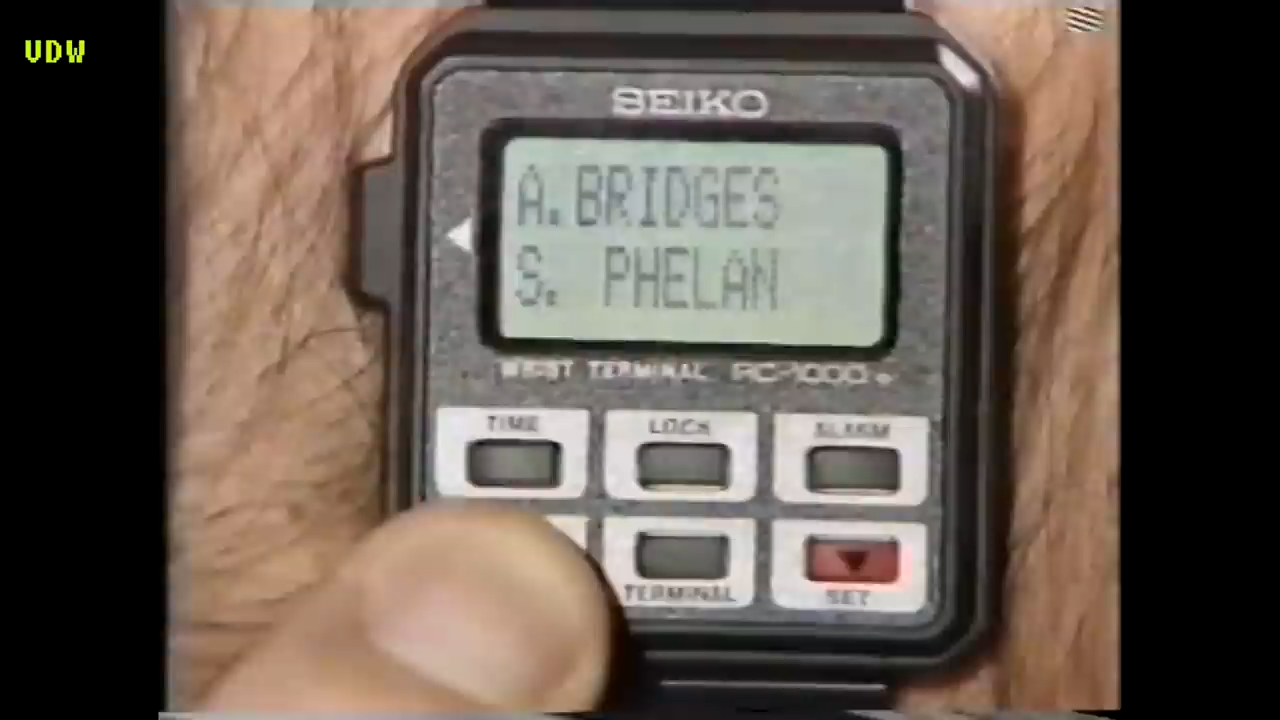 VDW
SEIKO
A. BRIDGES
S. PHELAN
WRIST TERMINAL RC-1000
TIME
LOCK
ALARM
TERMINAL
SET